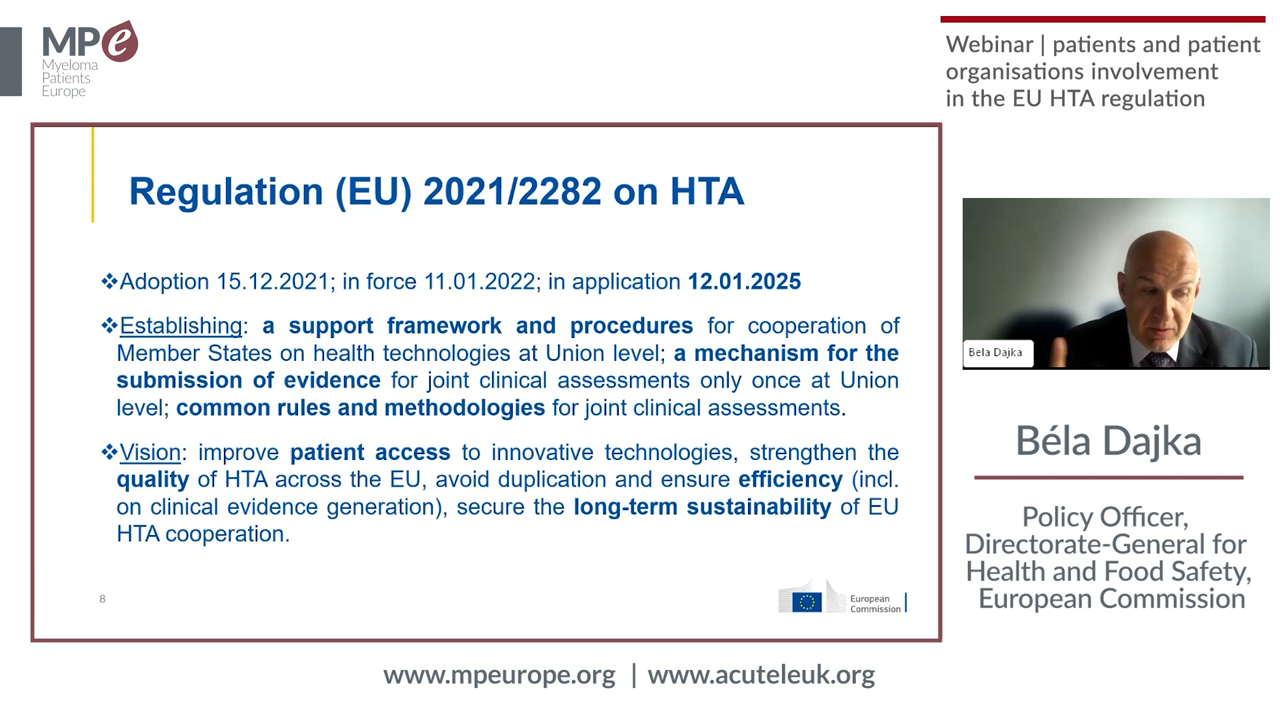 MPe
Myeloma
Patients
Europe
Webinar | patients and patient
organisations involvement
in the EU HTA regulation
Regulation (EU) 2021/2282 on HTA
❖Adoption 15.12.2021; in force 11.01.2022; in application 12.01.2025
❖Establishing: a support framework and procedures for cooperation of
Member States on health technologies at Union level; a mechanism for the
submission of evidence for joint clinical assessments only once at Union
level; common rules and methodologies for joint clinical assessments.
❖Vision: improve patient access to innovative technologies, strengthen the
quality of HTA across the EU, avoid duplication and ensure efficiency (incl.
on clinical evidence generation), secure the long-term sustainability of EU
HTA cooperation.
8
European
Commission
Bela Dajka
Béla Dajka
Policy Officer,
Directorate-General for
Health and Food Safety,
European Commission
www.mpeurope.org | www.acuteleuk.org